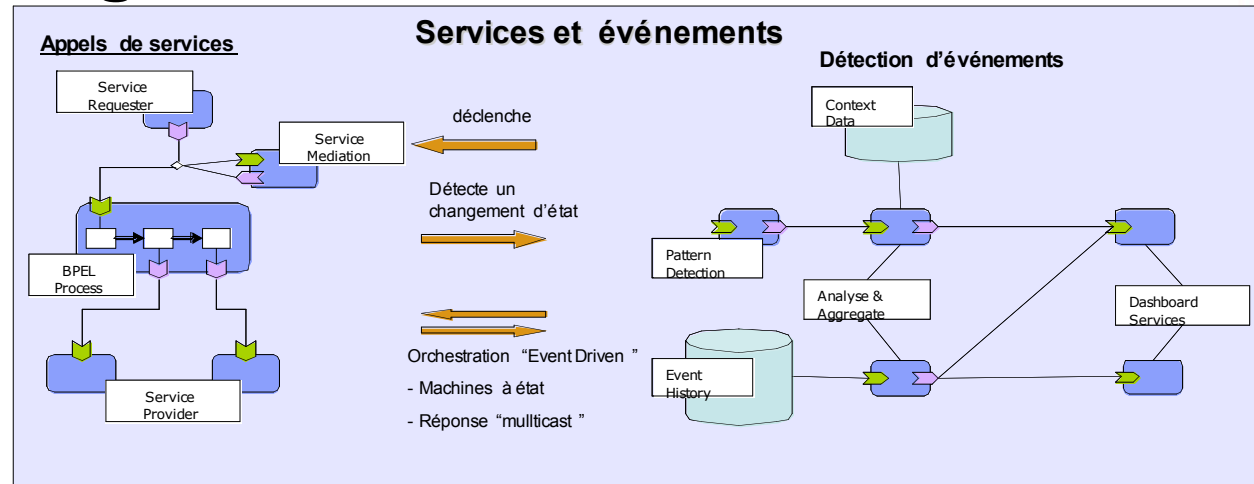 Services et événements
Appels de services
Service
Requester
Service
Mediation
BPEL
Process
Service
Provider
déclenche
Détecte un
changement d'état
Orchestration “Event Driven ”
- Machines à état
- Réponse “mullticast ”
Détection d'événements
Context
Data
Pattern
Detection
Analyse &
Aggregate
Dashboard
Services
Event
History